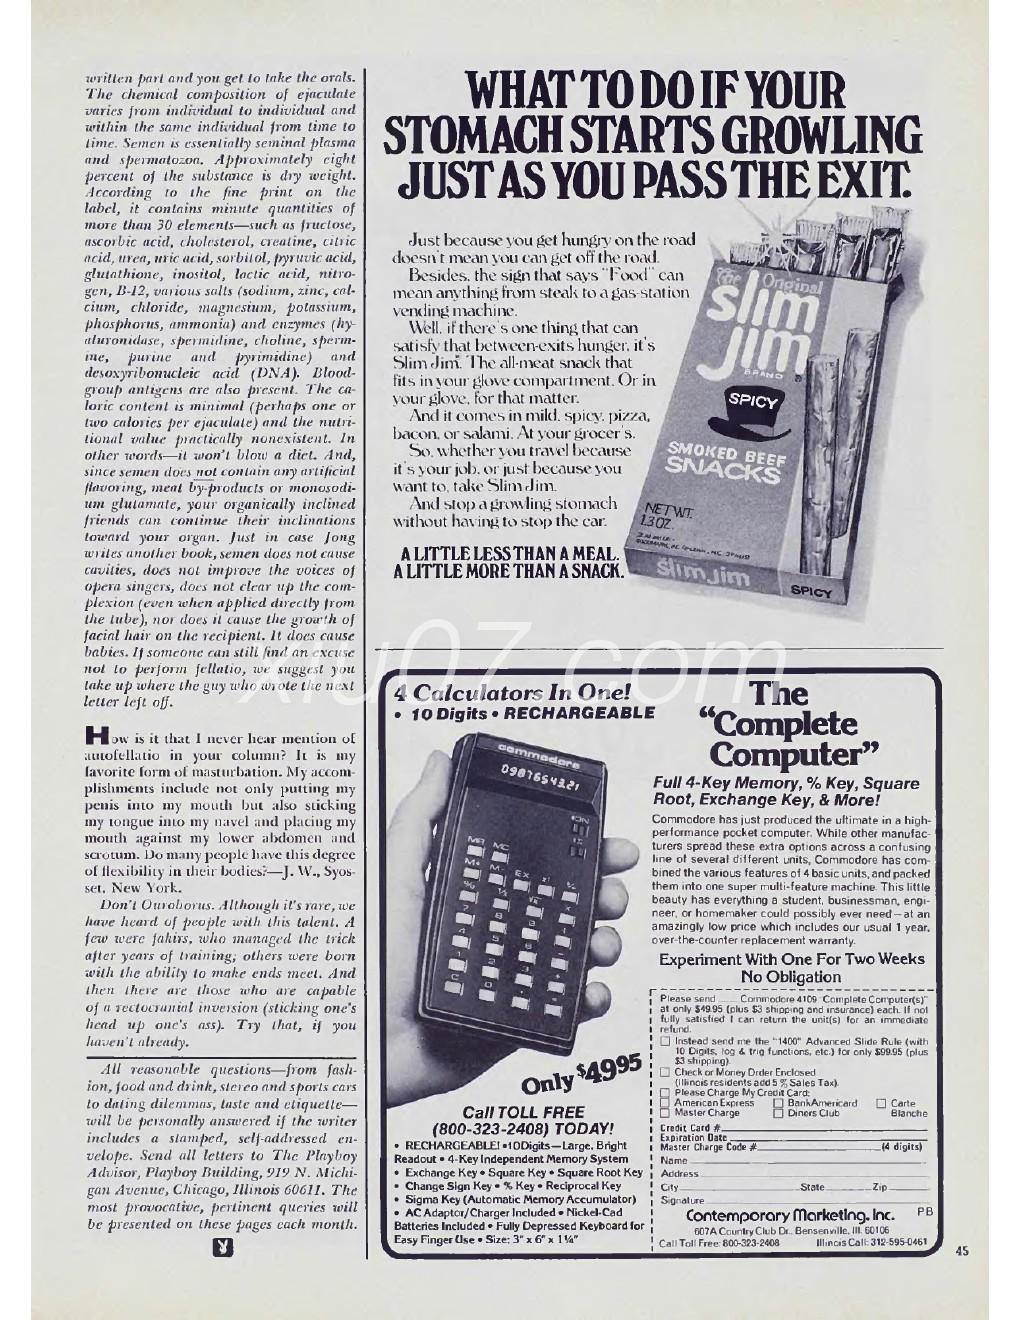 written part and you get to take the orals.
The chemical composition of ejaculate
varies from individual to individual and
within the same individual from time to
time. Semen is essentially seminal plasma
and spermatozoa. Approximately eight
percent of the substance is dry weight.
According to the fine print on the
label, it contains minute quantities of
more than 30 elements—such as fructose,
ascorbic acid, cholesterol, creatine, citric
acid, urea, uric acid, sorbitol, pyruvic acid,
glutathione, inositol, lactic acid, nitro-
gen, B-12, various salts (sodium, zinc, cal-
cium, chloride, magnesium, potassium,
phosphorus, ammonia) and enzymes (hy-
aluronidase, spermidine, choline, sperm-
ine, purine and pyrimidine) and
desoxyribonucleic acid (DNA). Blood-
group antigens are also present. The ca-
loric content is minimal (perhaps one or
two calories per ejaculate) and the nutri-
tional value practically nonexistent. In
other words—it won't blow a diet. And,
since semen does not contain any artificial
flavoring, meat by-products or monosodi-
um glutamate, your organically inclined
friends can continue their inclinations
toward your organ. Just in case Jong
writes another book, semen does not cause
cavities, does not improve the voices of
opera singers, does not clear up the com-
plexion (even when applied directly from
the tube), nor does it cause the growth of
facial hair on the recipient. It does cause
babies. If someone can still find an excuse
not to perform fellatio, we suggest you
take up where the guy who wrote the next
letter left off.
How is it that I never hear mention of
autofellatio in your column? It is my
favorite form of masturbation. My accom-
plishments include not only putting my
penis into my mouth but also sticking
my tongue into my navel and placing my
mouth against my lower abdomen and
scrotum. Do many people have this degree
of flexibility in their bodies?—J. W., Syos-
set, New York.
Don't Ouroborus. Although it's rare, we
have heard of people with this talent. A
few were fakirs, who managed the trick
after years of training; others were born
with the ability to make ends meet. And
then there are those who are capable
of a rectocranial inversion (sticking one's
head up one's ass). Try that, if you
haven't already.
All reasonable questions—from fash-
ion, food and drink, stereo and sports cars
to dating dilemmas, taste and etiquette—
will be personally answered if the writer
includes a stamped, self-addressed en-
velope. Send all letters to The Playboy
Advisor, Playboy Building, 919 N. Michi-
gan Avenue, Chicago, Illinois 60611. The
most provocative, pertinent queries will
be presented on these pages each month.
WHAT TO DO IF YOUR
STOMACH STARTS GROWLING
JUST AS YOU PASS THE EXIT.
Just because you get hungry on the road
doesn't mean you can get off the road.
Besides, the sign that says "Food" can
mean anything from steak to a gas-station
vending machine.
Well, if there's one thing that can
satisfy that between-exits hunger, it's
Slim Jim. The all-meat snack that
fits in your glove compartment. Or in
your glove, for that matter.
And it comes in mild, spicy, pizza,
bacon, or salami. At your grocer's.
So, whether you travel because
it's your job, or just because you
want to, take Slim Jim.
And stop a growling stomach
without having to stop the car.
A LITTLE LESS THAN A MEAL.
A LITTLE MORE THAN A SNACK.
The Original
Slim
Jim
BRAND
SPICY
SMOKED BEEF
SNACKS
NET WT.
1.3 OZ.
Slim Jim
SPICY
xiu07.com
4 Calculators In One!
• 10 Digits • RECHARGEABLE
commodore
0987654321
ON
MR MC
M+ M- EX x²
% 1/x √x
7 8 9
4 5 6
1 2 3
C 0
Only $49.95
Call TOLL FREE
(800-323-2408) TODAY!
• RECHARGEABLE! • 10 Digits—Large, Bright
Readout • 4-Key Independent Memory System
• Exchange Key • Square Key • Square Root Key
• Change Sign Key • % Key • Reciprocal Key
• Sigma Key (Automatic Memory Accumulator)
• AC Adaptor/Charger Included • Nickel-Cad
Batteries Included • Fully Depressed Keyboard for
Easy Finger Use • Size: 3" x 6" x 1¼"
The
"Complete
Computer"
Full 4-Key Memory, % Key, Square
Root, Exchange Key, & More!
Commodore has just produced the ultimate in a high-
performance pocket computer. While other manufac-
turers spread these extra options across a confusing
line of several different units, Commodore has com-
bined the various features of 4 basic units, and packed
them into one super multi-feature machine. This little
beauty has everything a student, businessman, engi-
neer, or homemaker could possibly ever need—at an
amazingly low price which includes our usual 1 year,
over-the-counter replacement warranty.
Experiment With One For Two Weeks
No Obligation
Please send ____ Commodore 4109 "Complete Computer(s)"
at only $49.95 (plus $3 shipping and insurance) each. If not
fully satisfied I can return the unit(s) for an immediate
refund.
□ Instead send me the "1400" Advanced Slide Rule (with
10 Digits, log & trig functions, etc.) for only $99.95 (plus
$3 shipping).
□ Check or Money Order Enclosed
(Illinois residents add 5% Sales Tax).
□ Please Charge My Credit Card:
□ American Express □ BankAmericard □ Carte
□ Master Charge □ Diners Club Blanche
Credit Card #
Expiration Date
Master Charge Code # (4 digits)
Name
Address
City State Zip
Signature
Contemporary Marketing, Inc. PB
607A Country Club Dr., Bensenville, Ill. 60106
Call Toll Free: 800-323-2408 Illinois Call: 312-595-0461
45